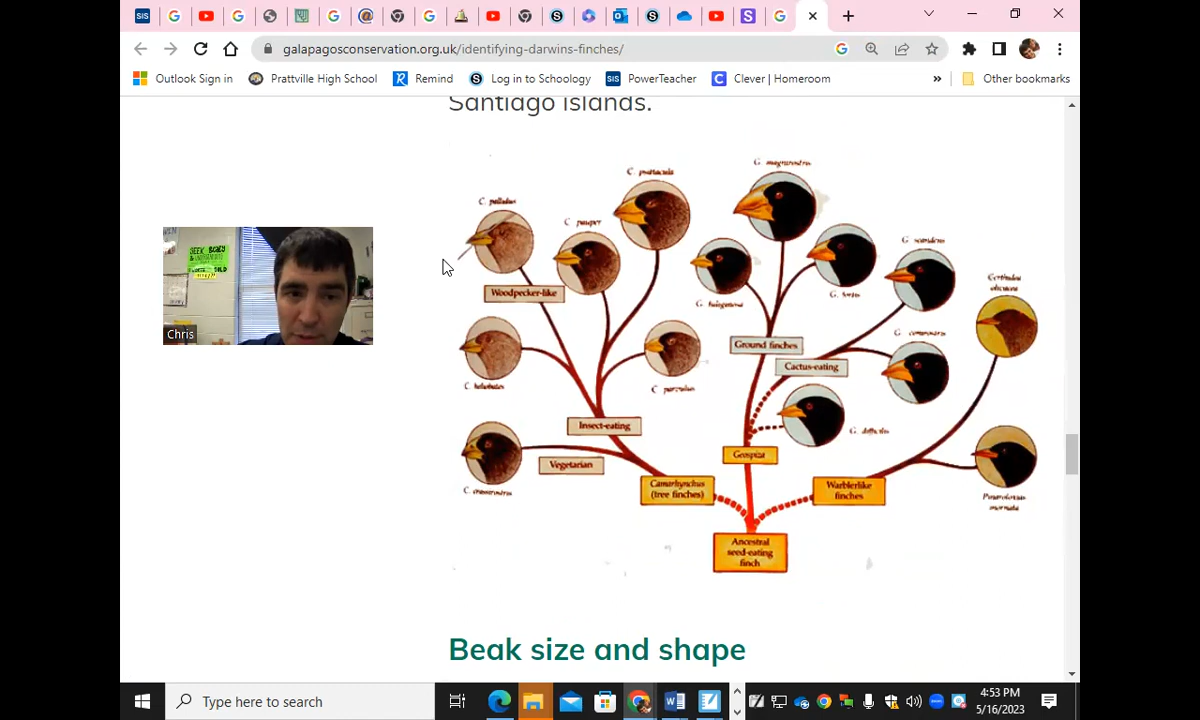 galapagosconservation.org.uk/identifying-darwins-finches/
Outlook Sign in
Prattville High School
Remind
Log in to Schoology
PowerTeacher
Clever | Homeroom
»
Other bookmarks
Santiago islands.
C. pallidus
C. pauper
C. psittacula
G. magnirostris
G. scandens
Certhidea
olivacea
G. fuliginosa
G. fortis
G. conirostris
Woodpecker-like
Ground finches
Cactus-eating
C. heliobates
C. parvulus
G. difficilis
Insect-eating
Vegetarian
Geospiza
C. crassirostris
Camarhynchus
(tree finches)
Warblerlike
finches
Pinaroloxias
inornata
Ancestral
seed-eating
finch
Beak size and shape
Chris
Type here to search
4:53 PM
5/16/2023